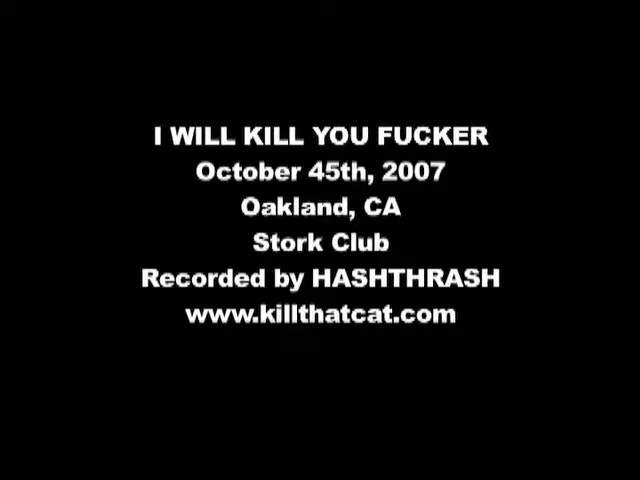 I WILL KILL YOU FUCKER
October 45th, 2007
Oakland, CA
Stork Club
Recorded by HASHTHRASH
www.killthatcat.com